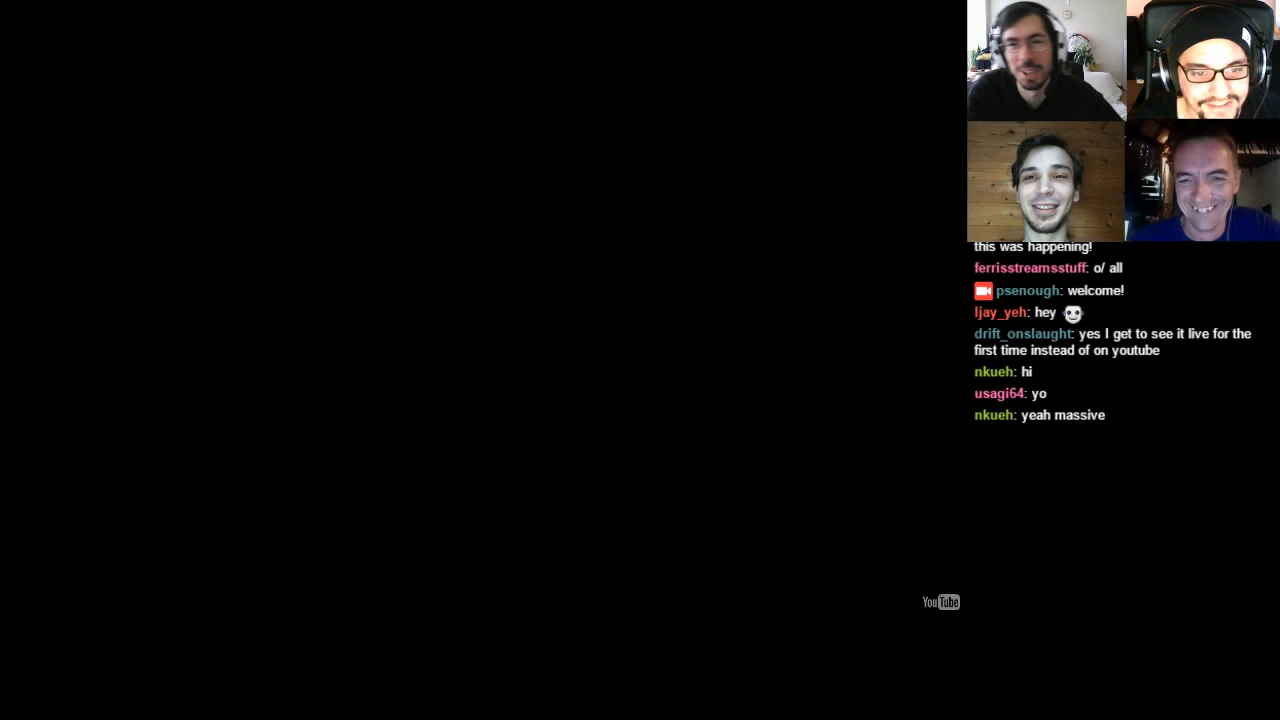 this was happening!
ferrisstreamsstuff: o/ all
psenough: welcome!
ljay_yeh: hey
drift_onslaught: yes I get to see it live for the
first time instead of on youtube
nkueh: hi
usagi64: yo
nkueh: yeah massive
YouTube